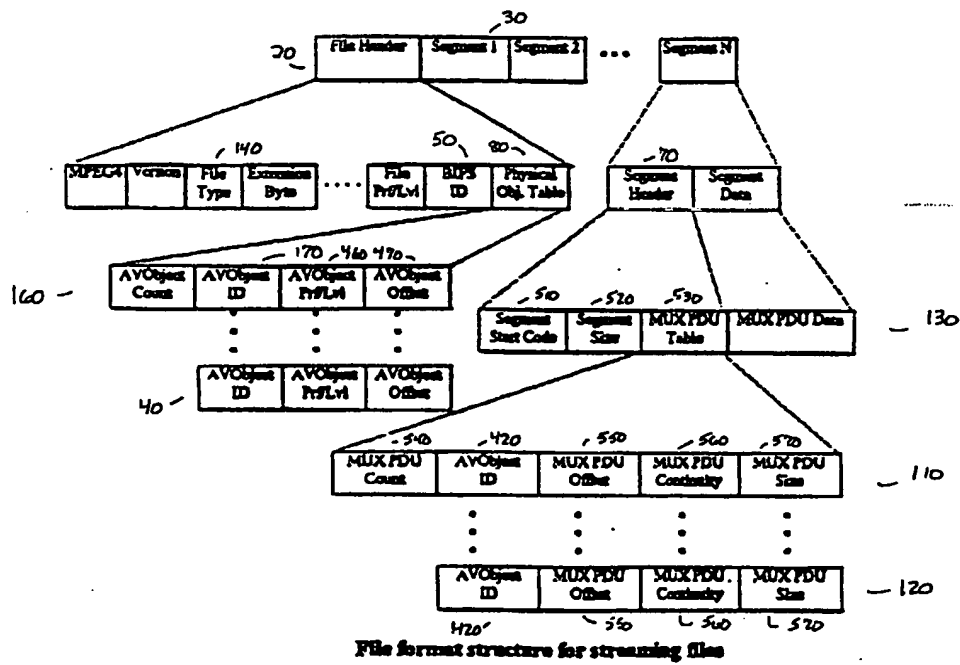 30
20
File Header Segment 1 Segment 2 ••• Segment N
140 50 80 70
MPEG4 Version File Type Extension Byte ···· File Prf/Lvl BIFS ID Physical Obj. Table
Segment Header Segment Data
170 460 470
160 AVObject Count AVObject ID AVObject Prf/Lvl AVObject Offset
510 520 530
Segment Start Code Segment Size MUX PDU Table MUX PDU Data 130
40 AVObject ID AVObject Prf/Lvl AVObject Offset
540 420 550 560 570
MUX PDU Count AVObject ID MUX PDU Offset MUX PDU Continuity MUX PDU Size 110
AVObject ID MUX PDU Offset MUX PDU Continuity MUX PDU Size 120
420 550 560 570
File format structure for streaming files